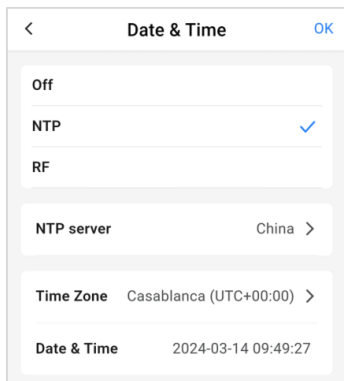 Date & Time OK
Off
NTP
RF
NTP server China
Time Zone Casablanca (UTC+00:00)
Date & Time 2024-03-14 09:49:27